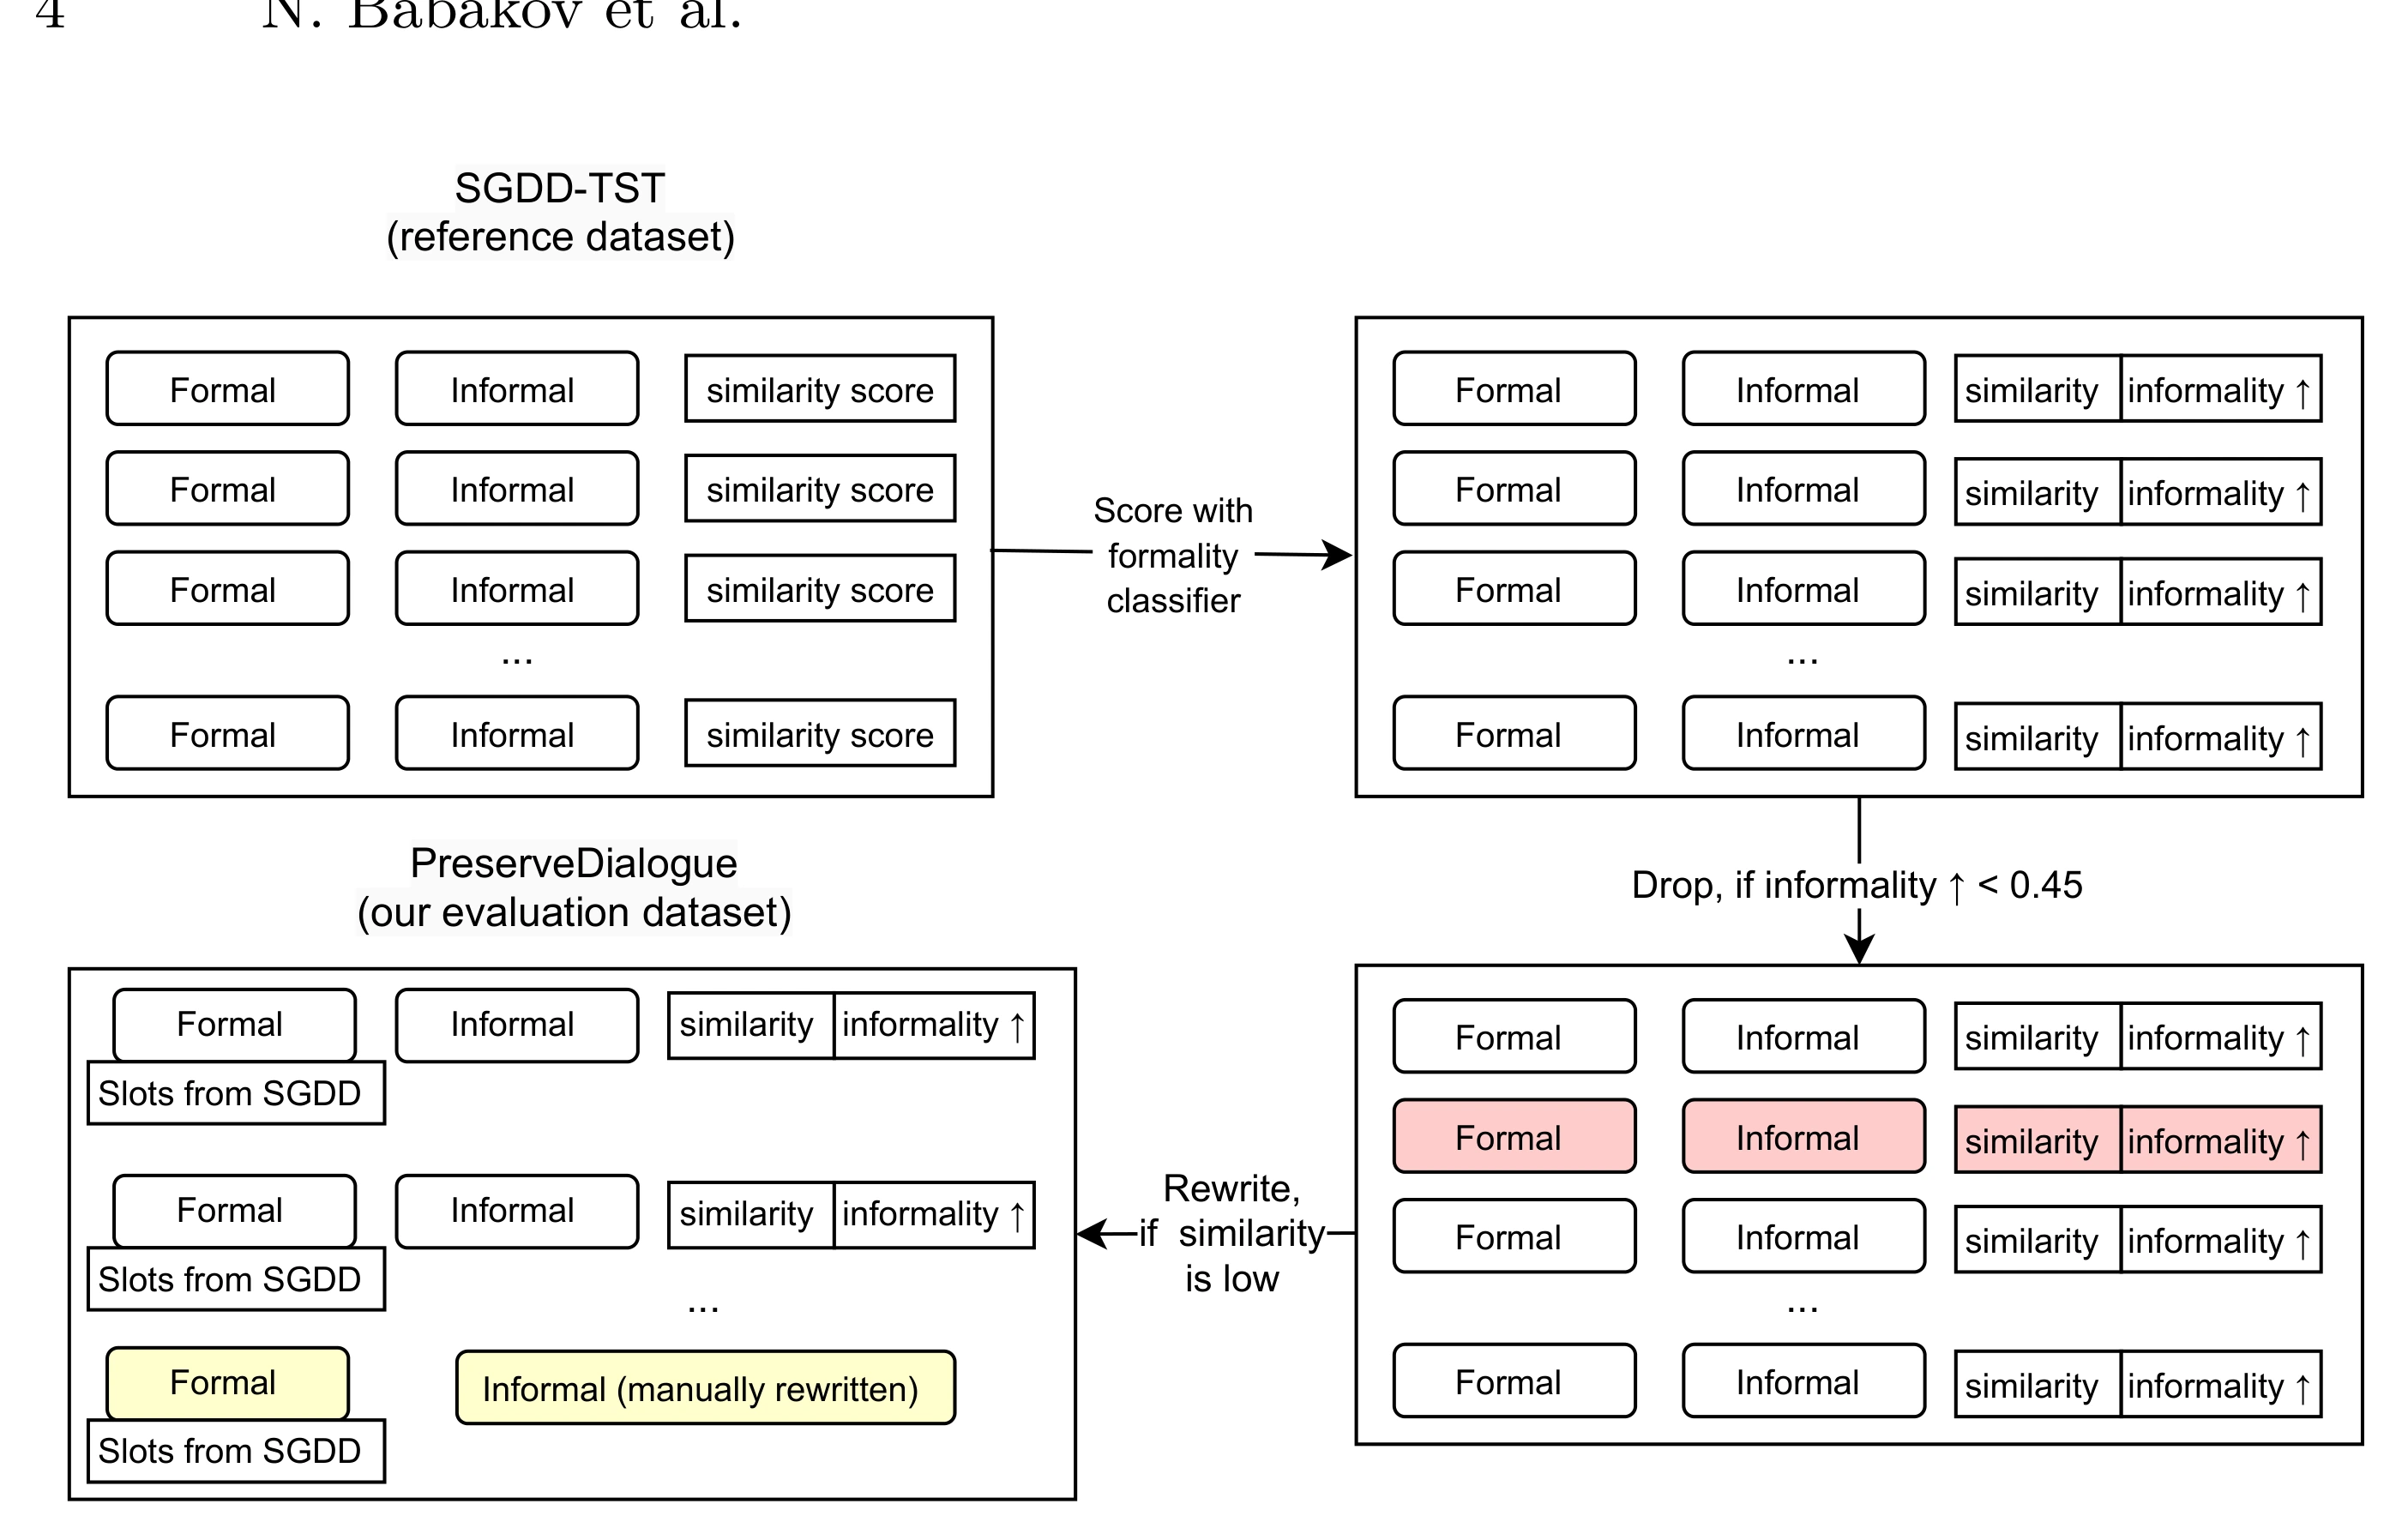 4 N. Babakov et al.
SGDD-TST
(reference dataset)
Formal Informal similarity score
Formal Informal similarity score
Formal Informal similarity score
...
Formal Informal similarity score
Score with
formality
classifier
Formal Informal similarity informality ↑
Formal Informal similarity informality ↑
Formal Informal similarity informality ↑
...
Formal Informal similarity informality ↑
Drop, if informality ↑ < 0.45
Formal Informal similarity informality ↑
Formal Informal similarity informality ↑
Formal Informal similarity informality ↑
...
Formal Informal similarity informality ↑
Rewrite,
if similarity
is low
PreserveDialogue
(our evaluation dataset)
Formal Informal similarity informality ↑
Slots from SGDD
Formal Informal similarity informality ↑
Slots from SGDD
...
Formal Informal (manually rewritten)
Slots from SGDD